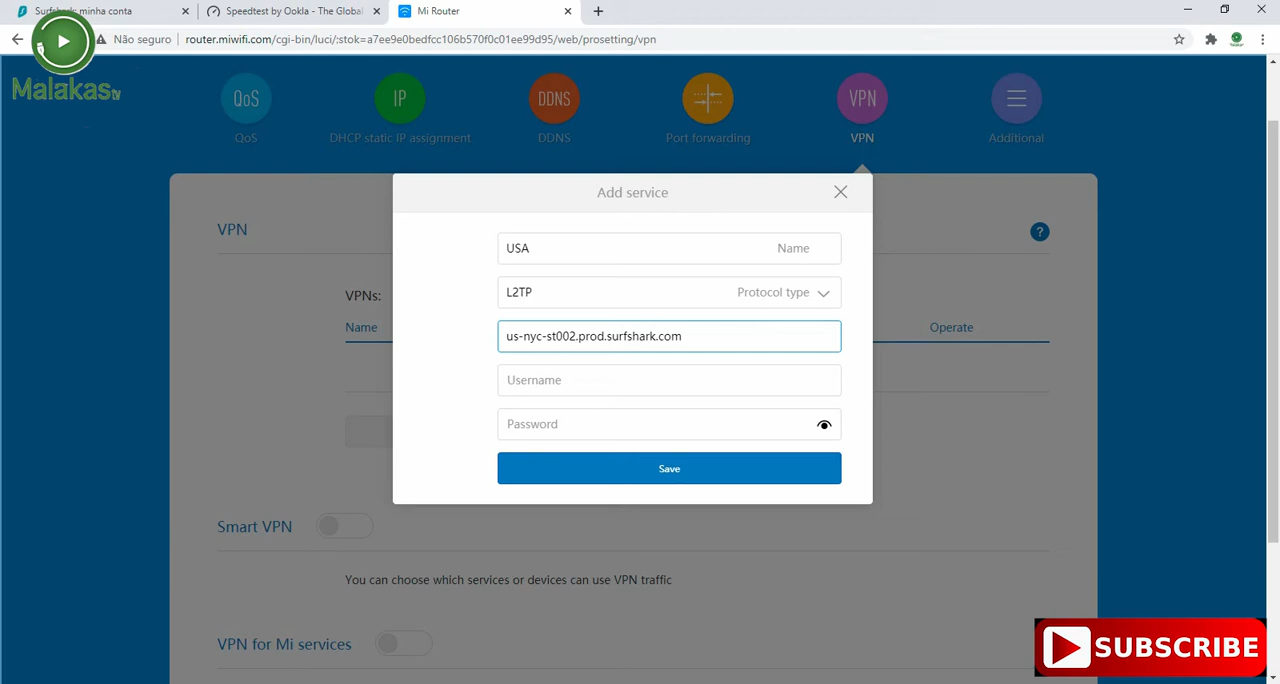 Surfshark: minha conta
Speedtest by Ookla - The Global
Mi Router
Não seguro
router.miwifi.com/cgi-bin/luci/;stok=a7ee9e0bedfcc106b570f0c01ee99d95/web/prosetting/vpn
MalakasTV
QoS
IP
DDNS
VPN
QoS
DHCP static IP assignment
DDNS
Port forwarding
VPN
Additional
Add service
VPN
?
USA
Name
VPNs:
L2TP
Protocol type
Name
Operate
us-nyc-st002.prod.surfshark.com
Username
Password
Save
Smart VPN
You can choose which services or devices can use VPN traffic
VPN for Mi services
SUBSCRIBE